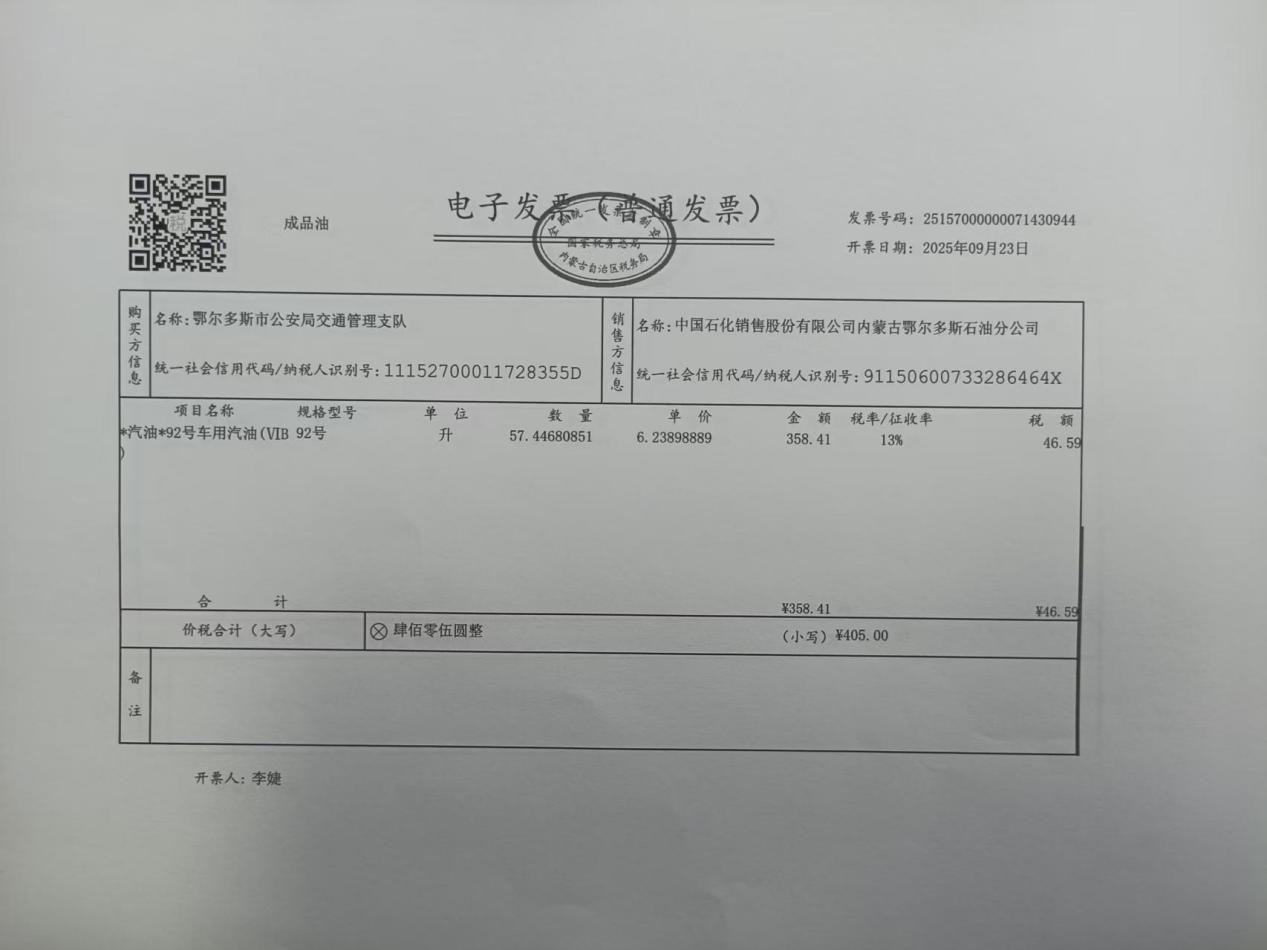 电子发票（普通发票）
税
成品油
全国统一发票监制章
国家税务总局
内蒙古自治区税务局
发票号码：25157000000071430944
开票日期：2025年09月23日
购买方信息
名称：鄂尔多斯市公安局交通管理支队
统一社会信用代码/纳税人识别号：11152700011728355D
销售方信息
名称：中国石化销售股份有限公司内蒙古鄂尔多斯石油分公司
统一社会信用代码/纳税人识别号：91150600733286464X
项目名称 规格型号 单 位 数 量 单 价 金 额 税率/征收率 税 额
*汽油*92号车用汽油(VIB 92号 升 57.44680851 6.23898889 358.41 13% 46.59
)
合 计 ¥358.41 ¥46.59
价税合计（大写） ⊗ 肆佰零伍圆整 （小写）¥405.00
备注
开票人：李婕